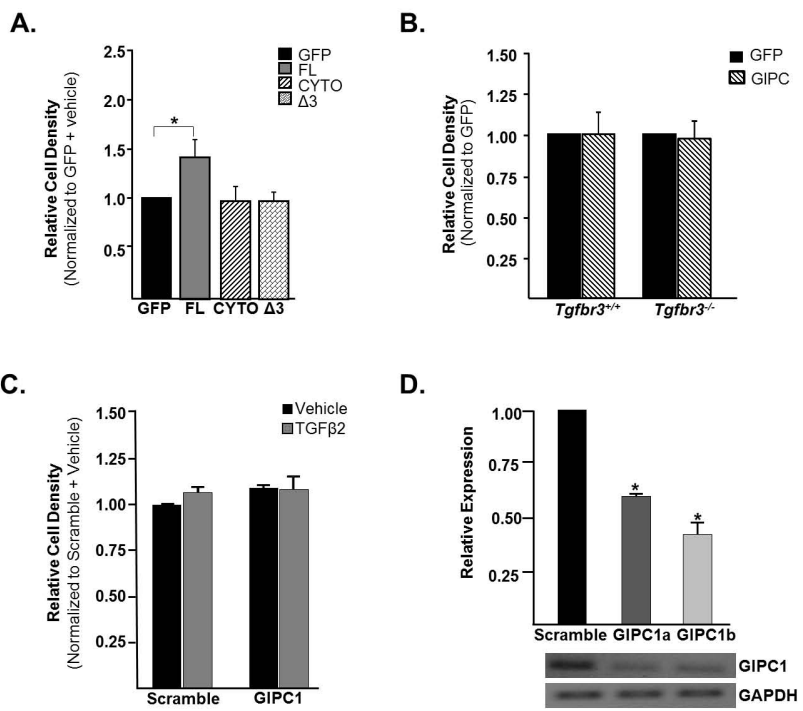 A.
Relative Cell Density
(Normalized to GFP + vehicle)
2.5
2.0
1.5
1.0
0.5
*
GFP
FL
CYTO
Δ3
GFP FL CYTO Δ3
B.
Relative Cell Density
(Normalized to GFP)
1.50
1.25
1.00
0.75
0.50
0.25
GFP
GIPC
Tgfbr3+/+ Tgfbr3-/-
C.
Relative Cell Density
(Normalized to Scramble + Vehicle)
1.50
1.25
1.00
0.75
0.50
0.25
Vehicle
TGFβ2
Scramble GIPC1
D.
Relative Expression
1.00
0.75
0.50
0.25
*
*
Scramble GIPC1a GIPC1b
GIPC1
GAPDH